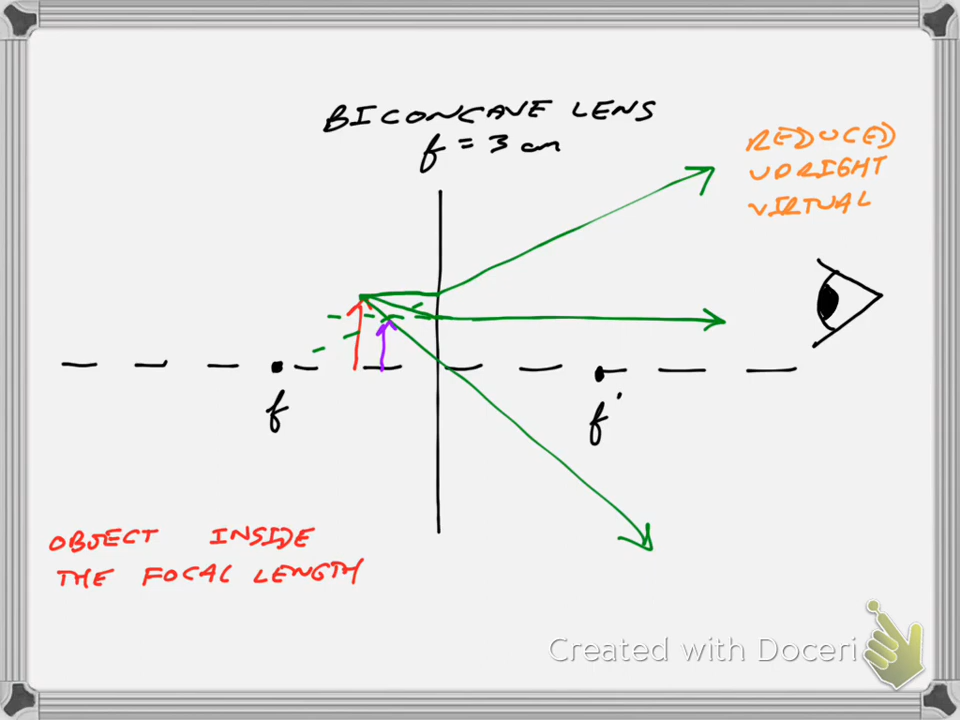 BICONCAVE LENS
f = 3 cm
REDUCED
UPRIGHT
VIRTUAL
f
f'
OBJECT INSIDE
THE FOCAL LENGTH
Created with Doceri